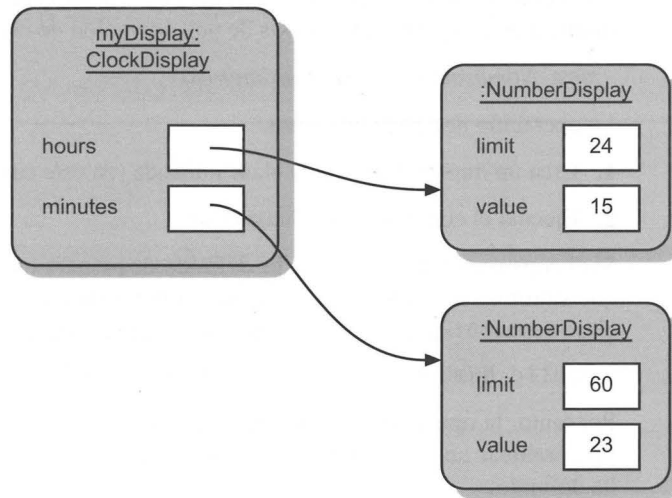 myDisplay:
ClockDisplay
hours
minutes
:NumberDisplay
limit 24
value 15
:NumberDisplay
limit 60
value 23